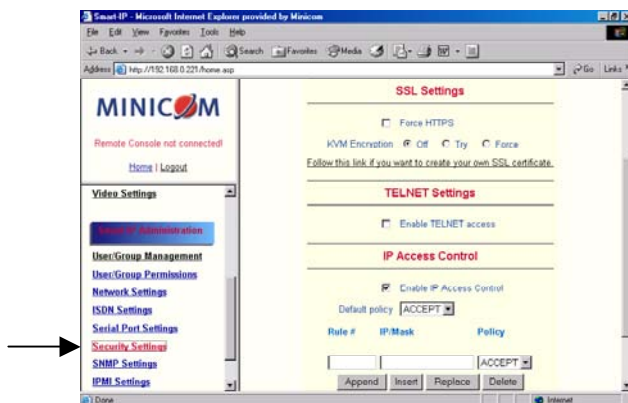 Smart-IP - Microsoft Internet Explorer provided by Minicom
File Edit View Favorites Tools Help
Back Search Favorites Media
Address http://192.168.0.221/home.asp Go Links
MINICOM
Remote Console not connected!
Home | Logout
Video Settings
Smart-IP Administration
User/Group Management
User/Group Permissions
Network Settings
ISDN Settings
Serial Port Settings
Security Settings
SNMP Settings
IPMI Settings
SSL Settings
Force HTTPS
KVM Encryption Off Try Force
Follow this link if you want to create your own SSL certificate.
TELNET Settings
Enable TELNET access
IP Access Control
Enable IP Access Control
Default policy ACCEPT
Rule # IP/Mask Policy
ACCEPT
Append Insert Replace Delete
Done Internet